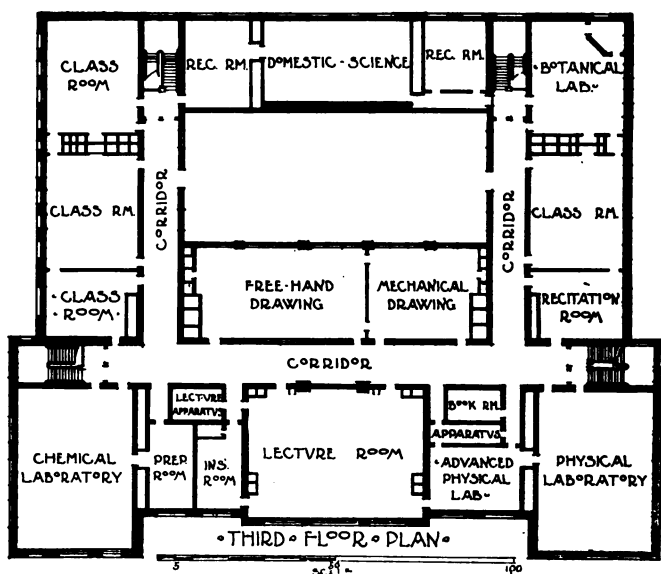 CLASS
ROOM
REC. RM.
DOMESTIC-SCIENCE
REC. RM.
BOTANICAL
LAB.
CLASS RM.
CORRIDOR
CORRIDOR
CLASS RM.
CLASS
ROOM
FREE-HAND
DRAWING
MECHANICAL
DRAWING
RECITATION
ROOM
CORRIDOR
LECTURE
APPARATUS
BOOK RM.
CHEMICAL
LABORATORY
PREP.
ROOM
INS.
ROOM
LECTURE ROOM
APPARATUS
ADVANCED
PHYSICAL
LAB.
PHYSICAL
LABORATORY
THIRD FLOOR PLAN
5 50 100